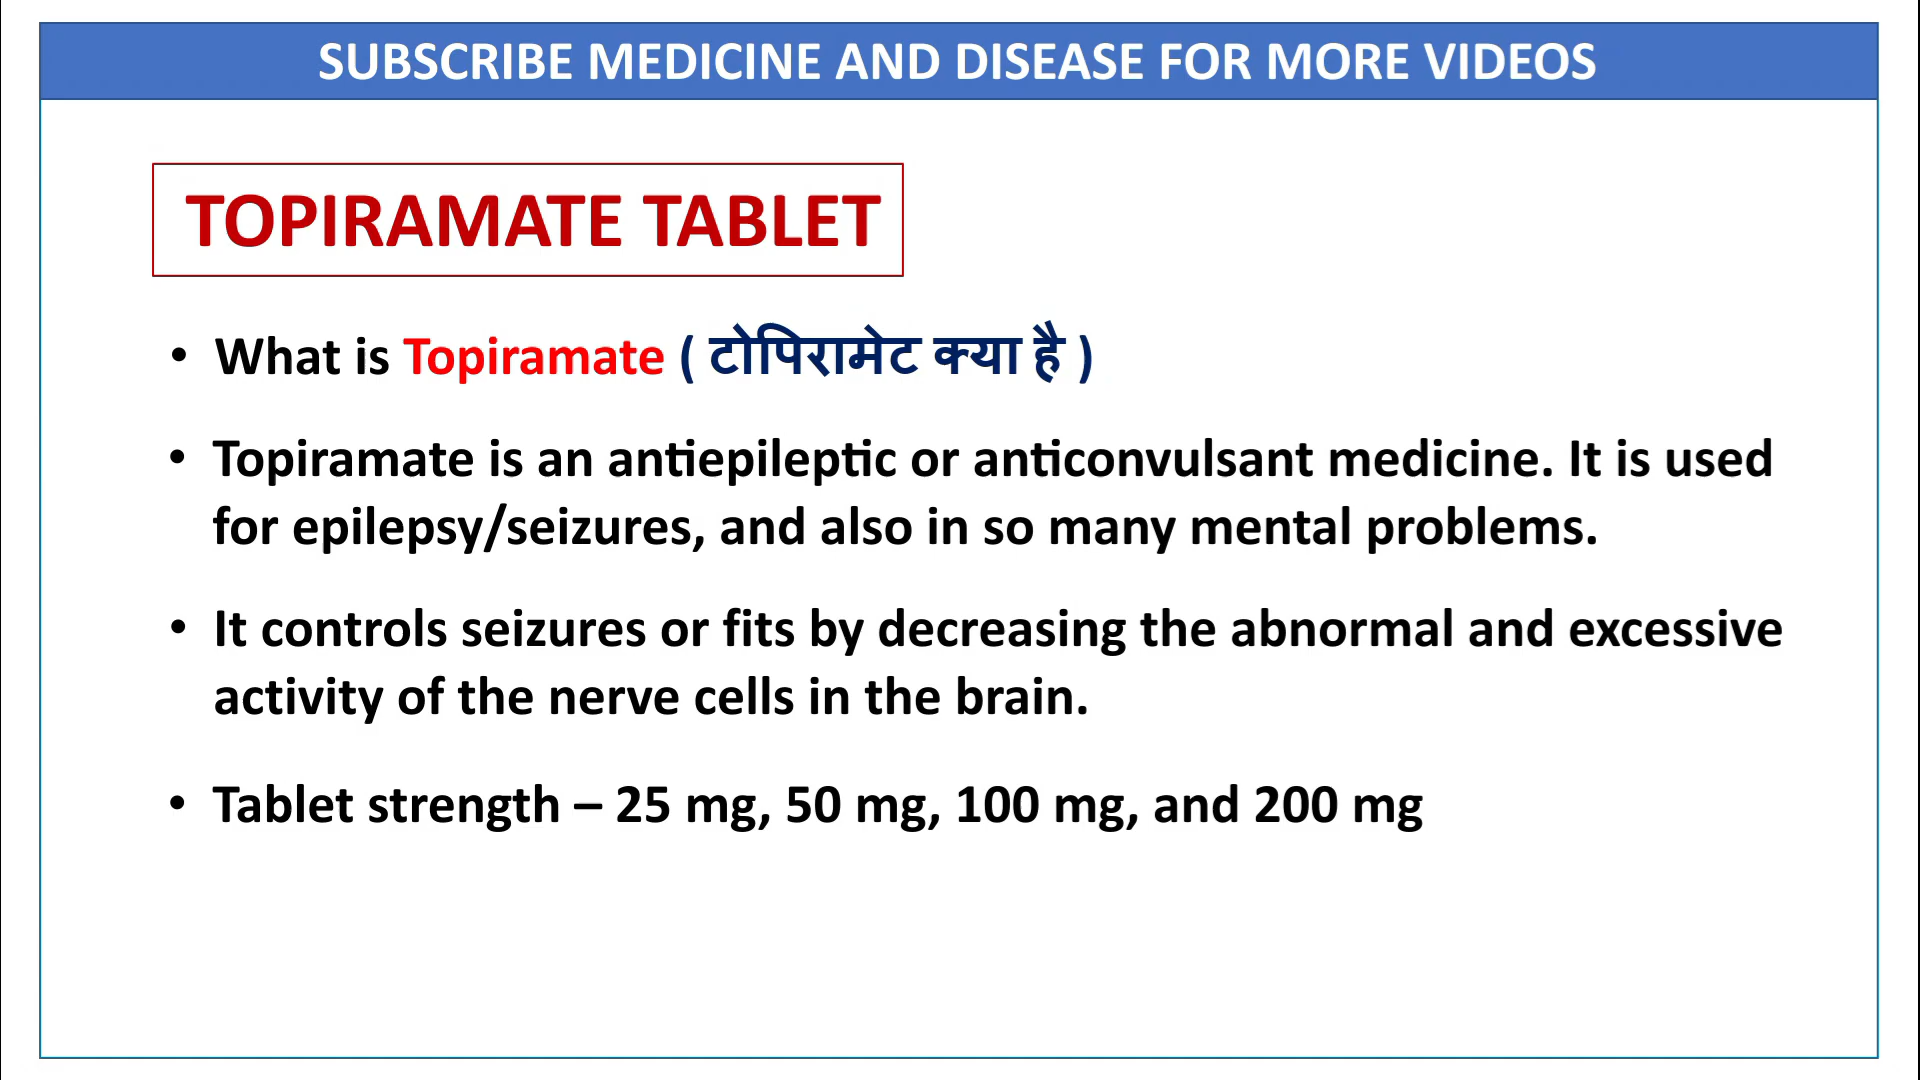 SUBSCRIBE MEDICINE AND DISEASE FOR MORE VIDEOS
TOPIRAMATE TABLET
• What is Topiramate ( टोपिरामेट क्या है )
• Topiramate is an antiepileptic or anticonvulsant medicine. It is used
for epilepsy/seizures, and also in so many mental problems.
• It controls seizures or fits by decreasing the abnormal and excessive
activity of the nerve cells in the brain.
• Tablet strength – 25 mg, 50 mg, 100 mg, and 200 mg